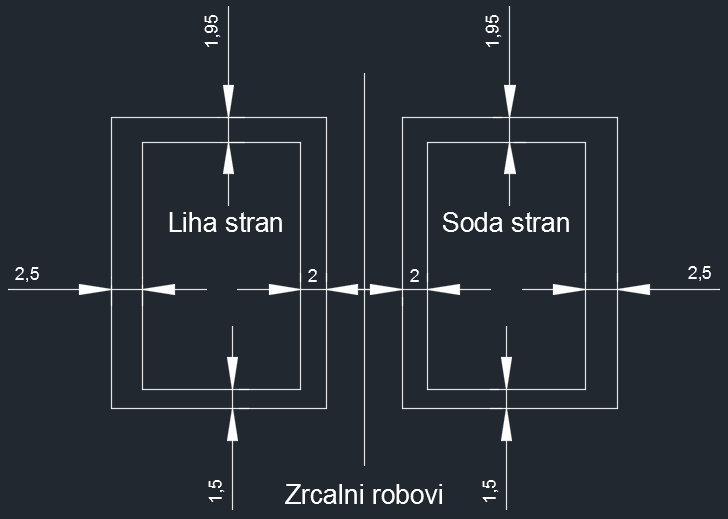 1,95
1,95
Liha stran
Soda stran
2,5
2
2
2,5
1,5
1,5
Zrcalni robovi